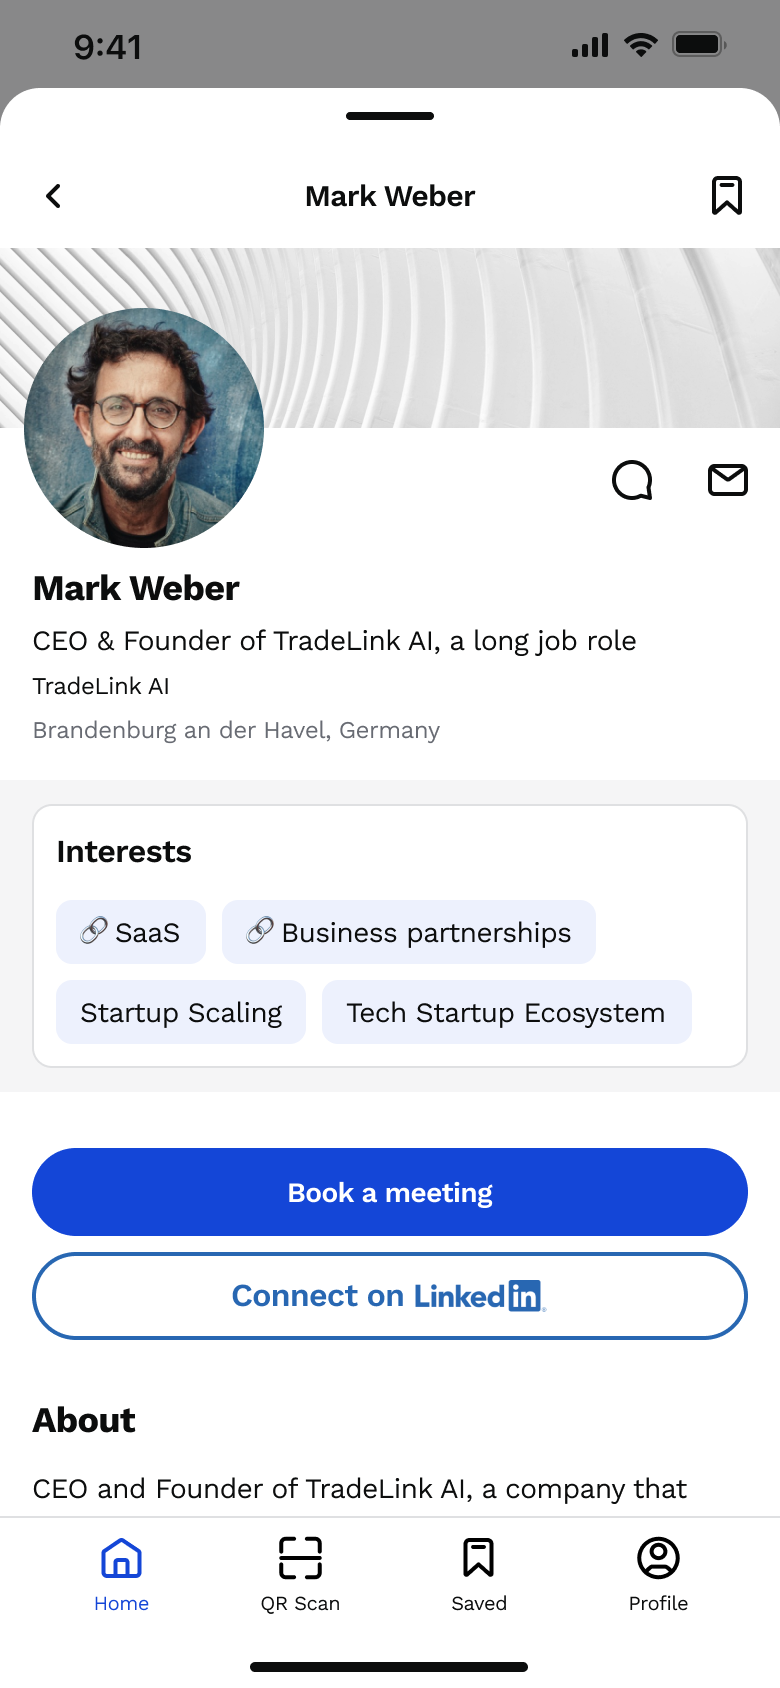 9:41
Mark Weber
Mark Weber
CEO & Founder of TradeLink AI, a long job role
TradeLink AI
Brandenburg an der Havel, Germany
Interests
🔗 SaaS
🔗 Business partnerships
Startup Scaling
Tech Startup Ecosystem
Book a meeting
Connect on Linkedin
About
CEO and Founder of TradeLink AI, a company that
Home
QR Scan
Saved
Profile